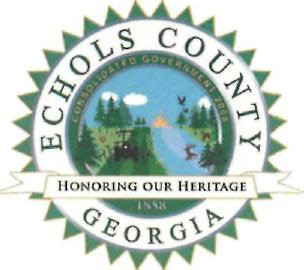 ECHOLS COUNTY
CONSOLIDATED GOVERNMENT 2008
HONORING OUR HERITAGE
1858
GEORGIA